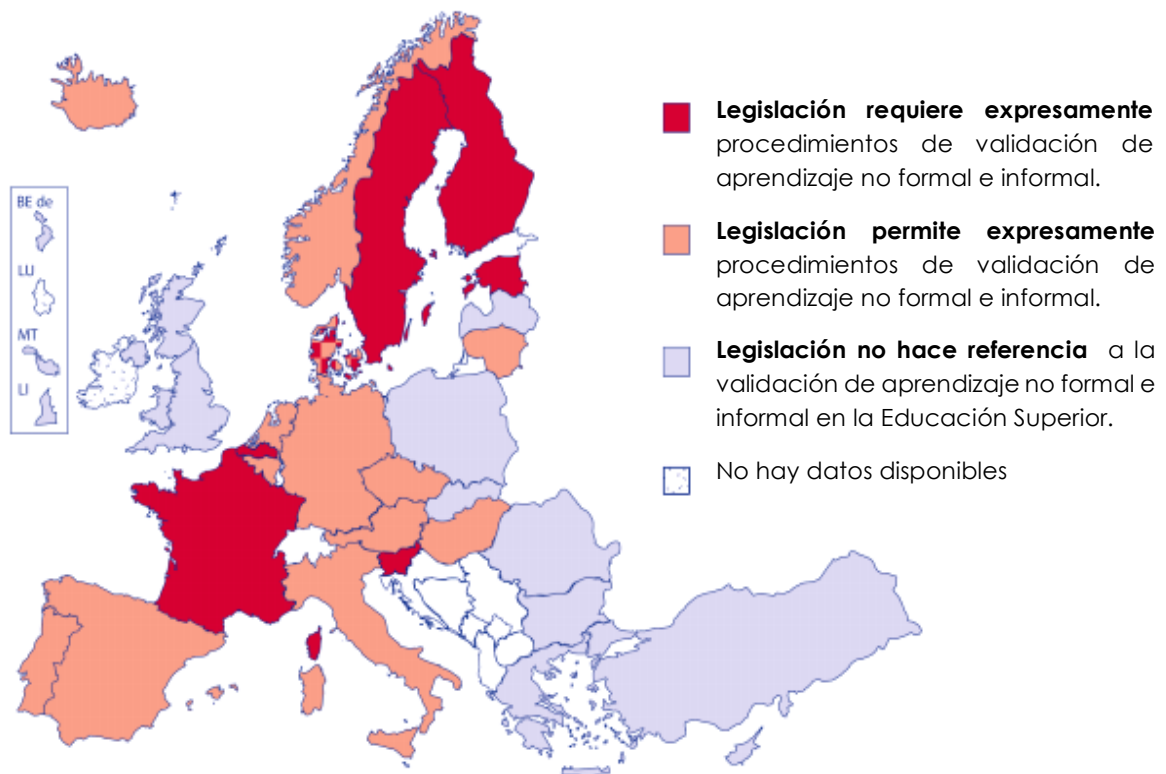 BE de
LU
MT
LI
Legislación requiere expresamente
procedimientos de validación de
aprendizaje no formal e informal.
Legislación permite expresamente
procedimientos de validación de
aprendizaje no formal e informal.
Legislación no hace referencia a la
validación de aprendizaje no formal e
informal en la Educación Superior.
No hay datos disponibles